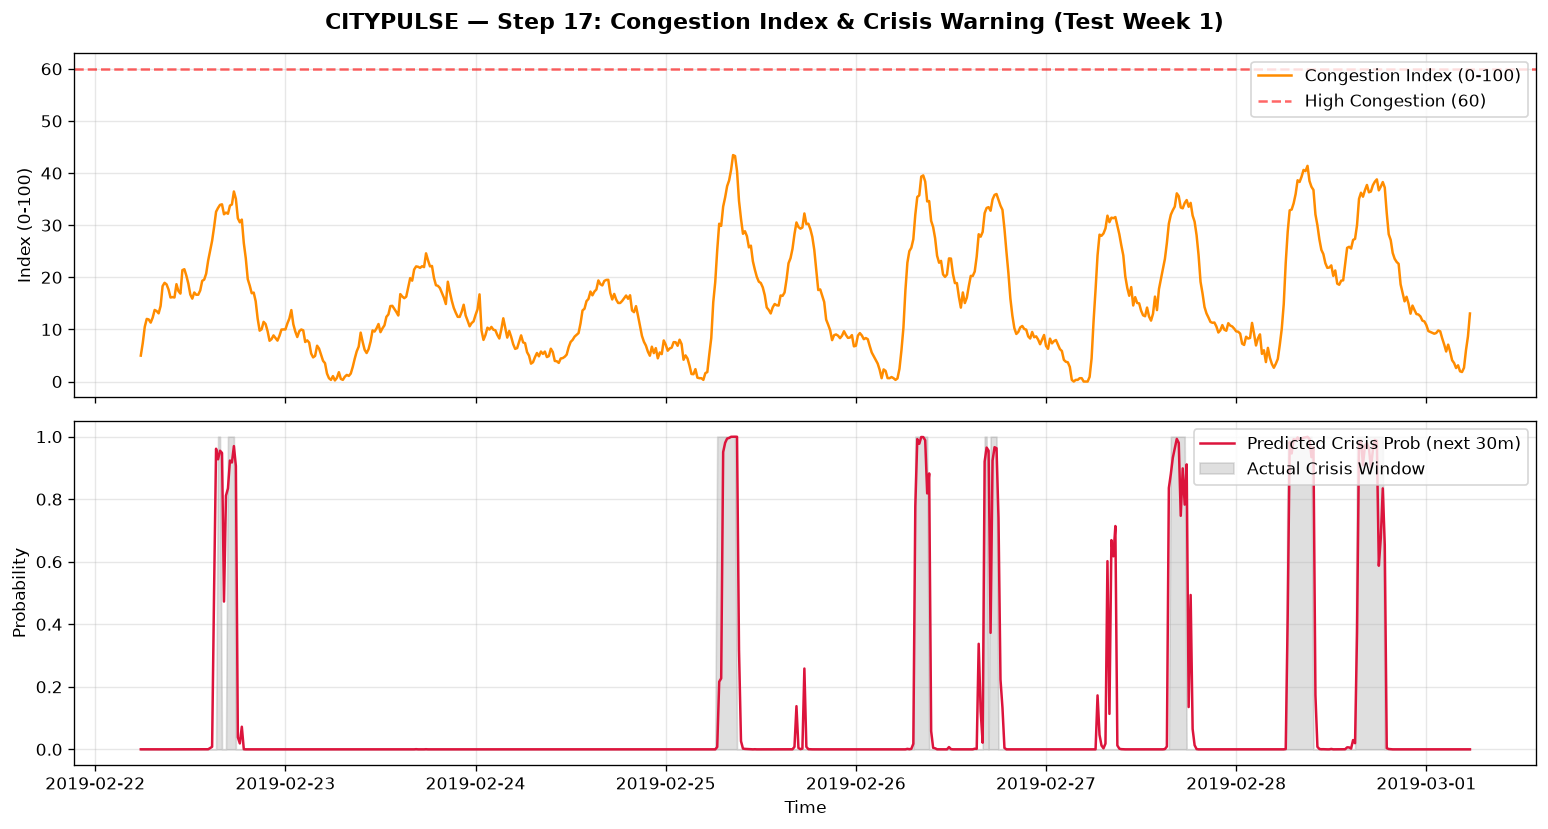 CITYPULSE — Step 17: Congestion Index & Crisis Warning (Test Week 1)
Index (0-100)
60
50
40
30
20
10
0
Congestion Index (0-100)
High Congestion (60)
Probability
1.0
0.8
0.6
0.4
0.2
0.0
Predicted Crisis Prob (next 30m)
Actual Crisis Window
2019-02-22 2019-02-23 2019-02-24 2019-02-25 2019-02-26 2019-02-27 2019-02-28 2019-03-01
Time